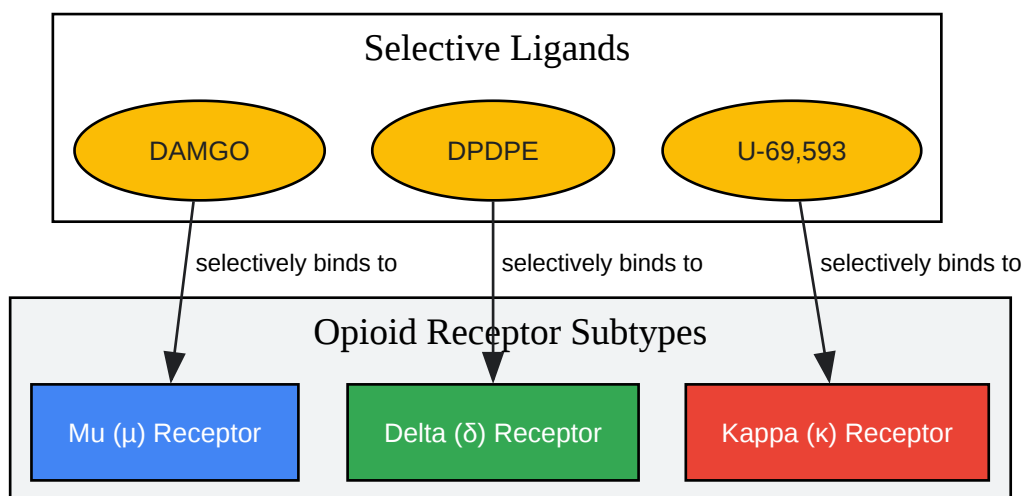 Selective Ligands
DAMGO
DPDPE
U-69,593
selectively binds to
selectively binds to
selectively binds to
Opioid Receptor Subtypes
Mu (μ) Receptor
Delta (δ) Receptor
Kappa (κ) Receptor